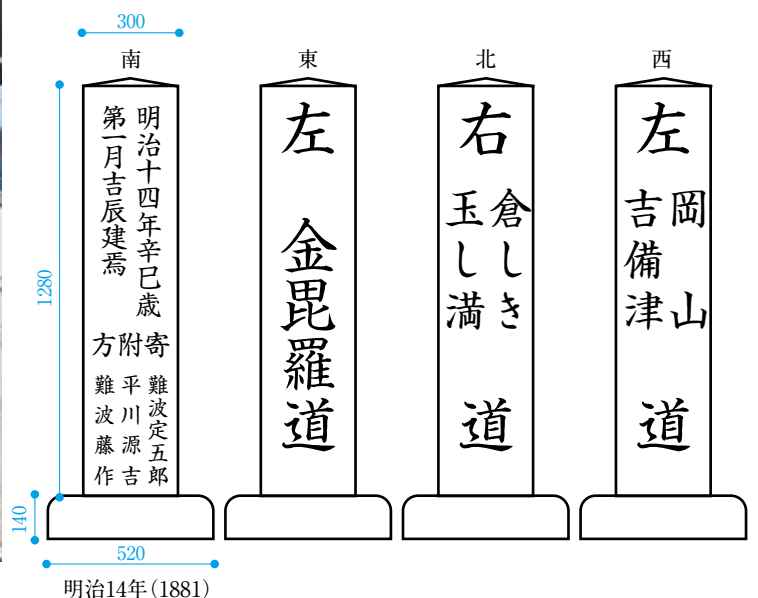 300
南
東
北
西
明治十四年辛巳歳
第一月吉辰建焉
寄附方
難波定五郎
平川源吉
難波藤作
左 金毘羅道
右
倉しき
玉し満
道
左
岡山
吉備津
道
1280
140
520
明治14年(1881)